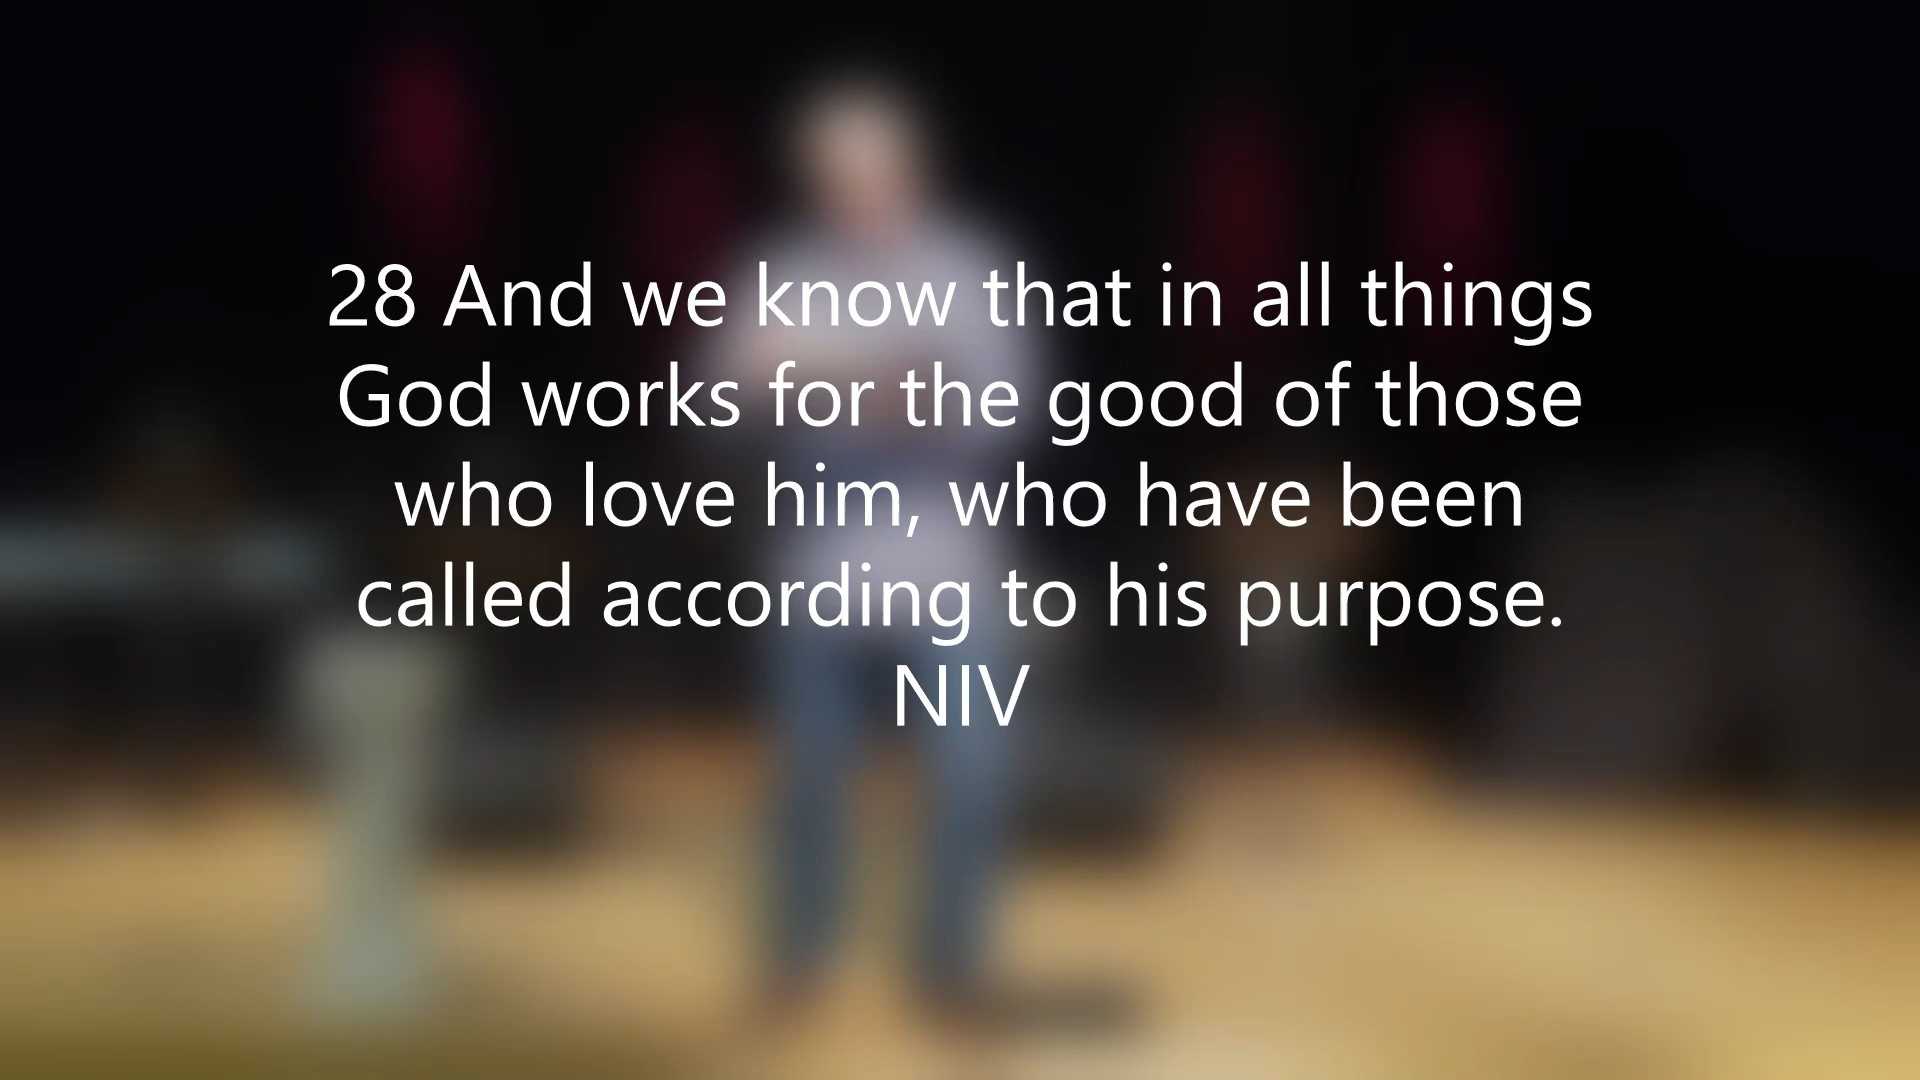 28 And we know that in all things
God works for the good of those
who love him, who have been
called according to his purpose.
NIV